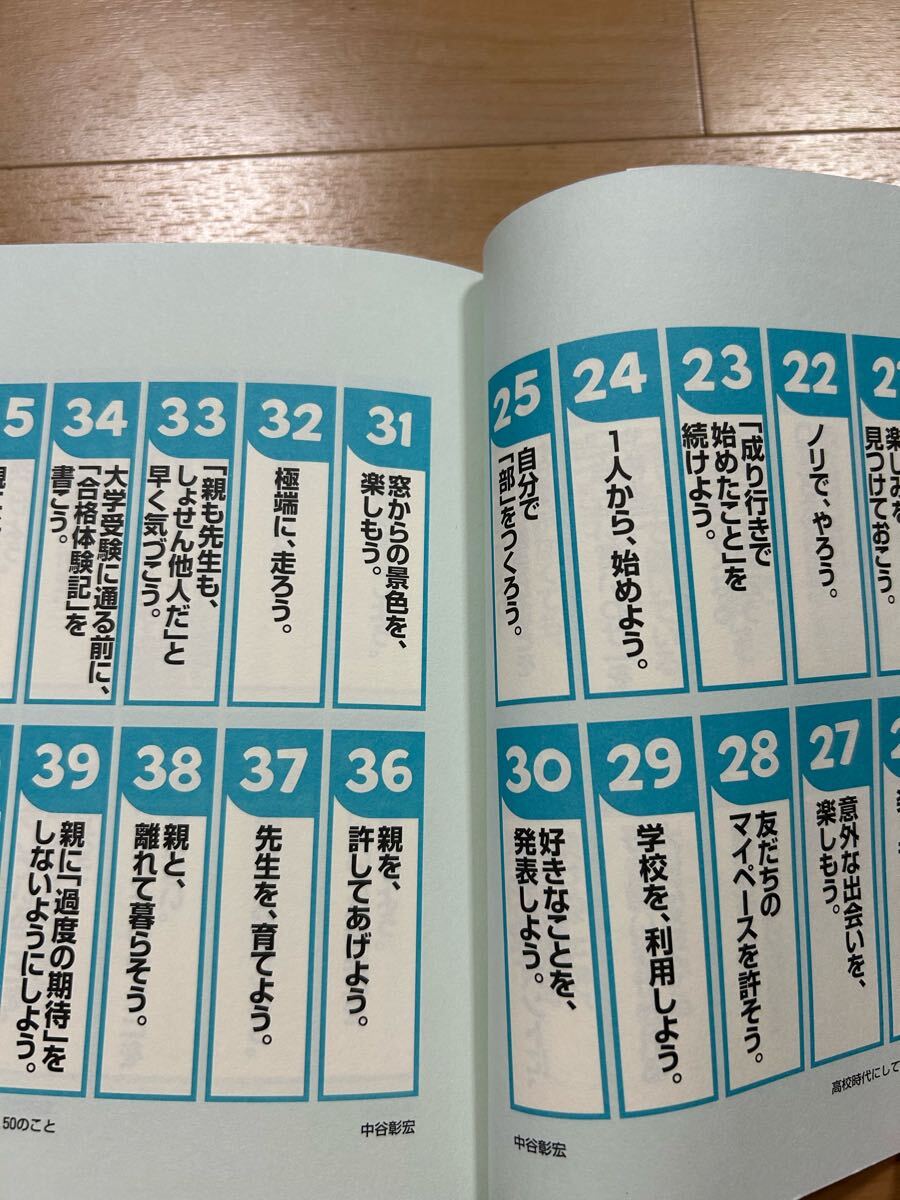 楽しみを
見つけておこう。
22
ノリで、やろう。
23
「成り行きで
始めたこと」を
続けよう。
24
1人から、始めよう。
25
自分で
「部」をつくろう。
27
意外な出会いを、
楽しもう。
28
友だちの
マイペースを許そう。
29
学校を、利用しよう。
30
好きなことを、
発表しよう。
高校時代にして
中谷彰宏
31
窓からの景色を、
楽しもう。
32
極端に、走ろう。
33
「親も先生も、
しょせん他人だ」と
早く気づこう。
34
大学受験に通る前に、
「合格体験記」を
書こう。
36
親を、
許してあげよう。
37
先生を、育てよう。
38
親と、
離れて暮らそう。
39
親に「過度の期待」を
しないようにしよう。
50のこと
中谷彰宏